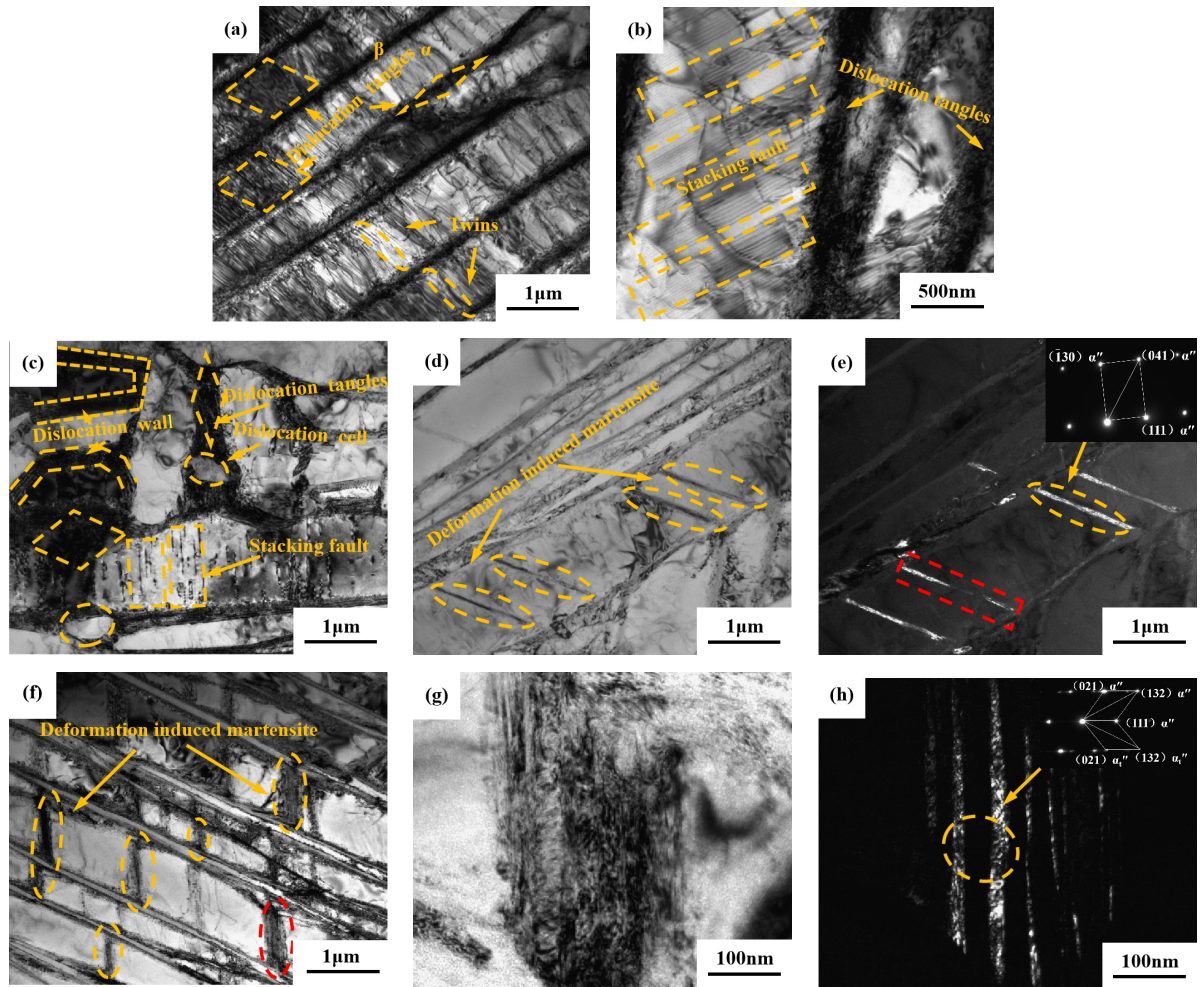 (a)
β
Dislocation tangles α
Twins
1μm
(b)
Dislocation tangles
Stacking fault
500nm
(c)
Dislocation wall
Dislocation tangles
Dislocation cell
Stacking fault
1μm
(d)
Deformation induced martensite
1μm
(e)
(1̄30) α″
(041) α″
(111) α″
1μm
(f)
Deformation induced martensite
1μm
(g)
100nm
(h)
(021) α″
(132) α″
(111) α″
(021) αt″
(132) αt″
100nm